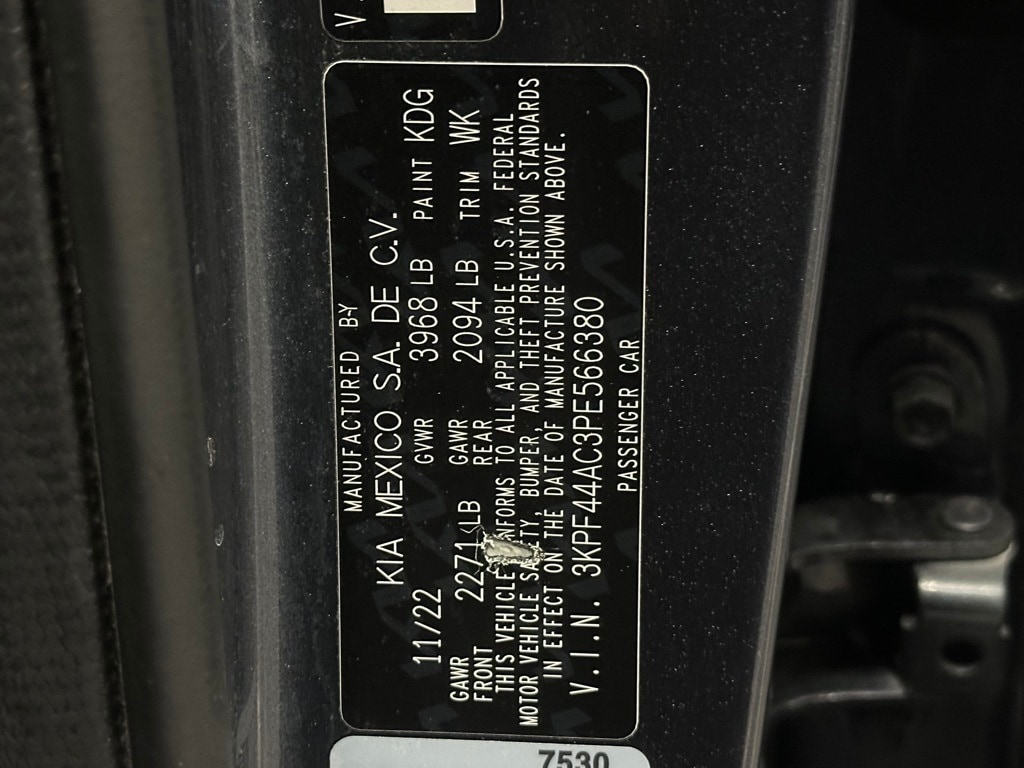 V
MANUFACTURED BY
KIA MEXICO S.A. DE C.V.
11/22 GVWR 3968 LB PAINT KDG
GAWR FRONT 2271 LB GAWR REAR 2094 LB TRIM WK
THIS VEHICLE TO ALL APPLICABLE U.S.A. FEDERAL
MOTOR VEHICLE BUMPER, AND THEFT PREVENTION STANDARDS
IN EFFECT ON THE DATE OF MANUFACTURE SHOWN ABOVE.
V.I.N. 3KPF44AC3PE566380
PASSENGER CAR
7530